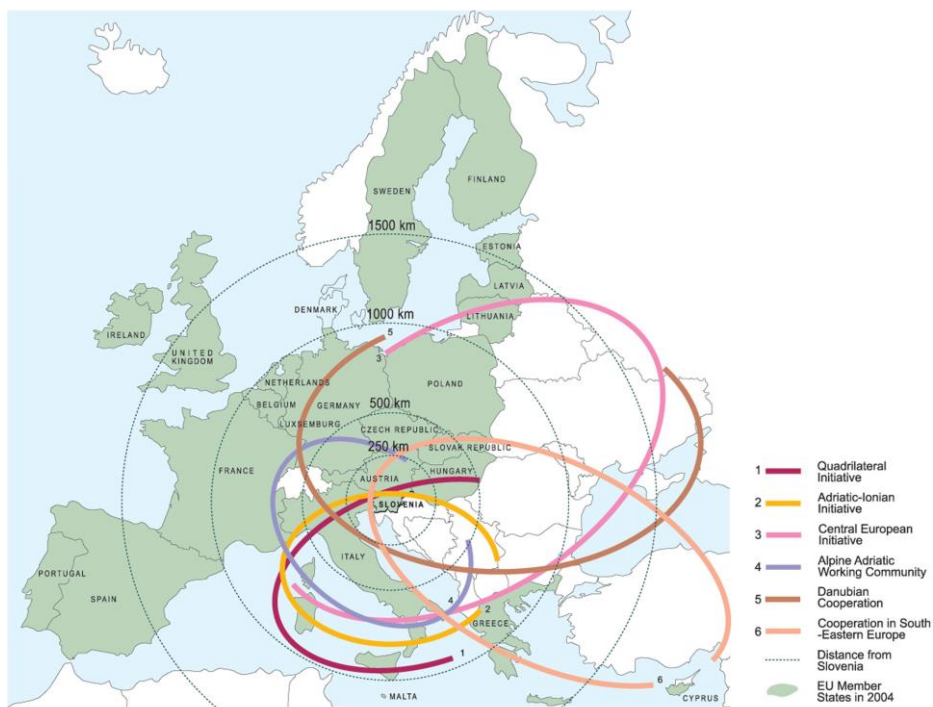 SWEDEN
FINLAND
1500 km
ESTONIA
LATVIA
LITHUANIA
DENMARK
1000 km
5
3
IRELAND
UNITED
KINGDOM
NETHERLANDS
BELGIUM
GERMANY
POLAND
LUXEMBURG
500 km
CZECH REPUBLIC
250 km
SLOVAK REPUBLIC
FRANCE
AUSTRIA
HUNGARY
SLOVENIA
ITALY
PORTUGAL
SPAIN
4
2
GREECE
1
6
MALTA
CYPRUS
1 Quadrilateral
Initiative
2 Adriatic-Ionian
Initiative
3 Central European
Initiative
4 Alpine Adriatic
Working Community
5 Danubian
Cooperation
6 Cooperation in South
-Eastern Europe
Distance from
Slovenia
EU Member
States in 2004